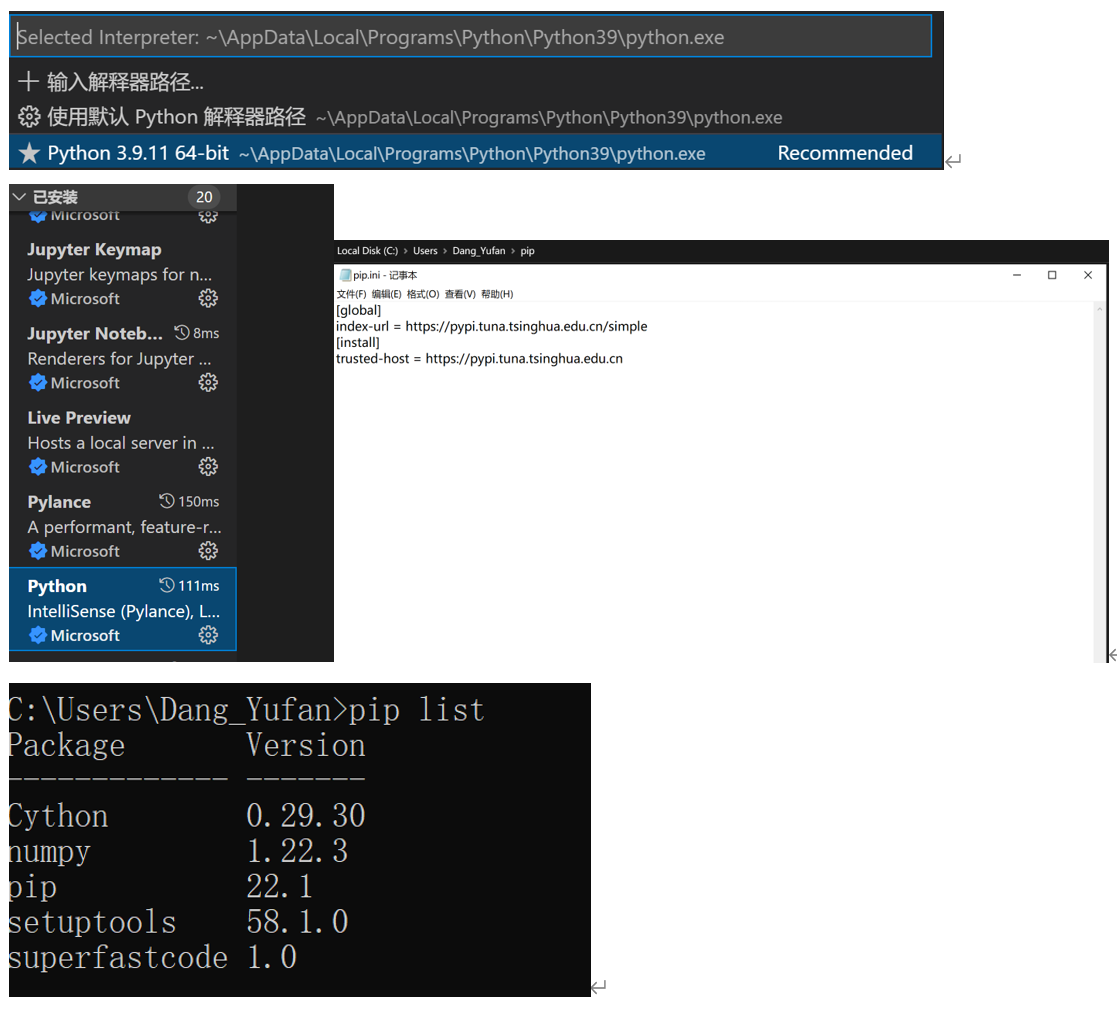 Selected Interpreter: ~\AppData\Local\Programs\Python\Python39\python.exe
输入解释器路径...
使用默认 Python 解释器路径 ~\AppData\Local\Programs\Python\Python39\python.exe
Python 3.9.11 64-bit ~\AppData\Local\Programs\Python\Python39\python.exe Recommended
已安装 20
Microsoft
Jupyter Keymap
Jupyter keymaps for n...
Microsoft
Jupyter Noteb... 8ms
Renderers for Jupyter ...
Microsoft
Live Preview
Hosts a local server in ...
Microsoft
Pylance 150ms
A performant, feature-r...
Microsoft
Python 111ms
IntelliSense (Pylance), L...
Microsoft
Local Disk (C:) > Users > Dang_Yufan > pip
pip.ini - 记事本
文件(F) 编辑(E) 格式(O) 查看(V) 帮助(H)
[global]
index-url = https://pypi.tuna.tsinghua.edu.cn/simple
[install]
trusted-host = https://pypi.tuna.tsinghua.edu.cn
C:\Users\Dang_Yufan>pip list
Package Version
------------- -------
Cython 0.29.30
numpy 1.22.3
pip 22.1
setuptools 58.1.0
superfastcode 1.0